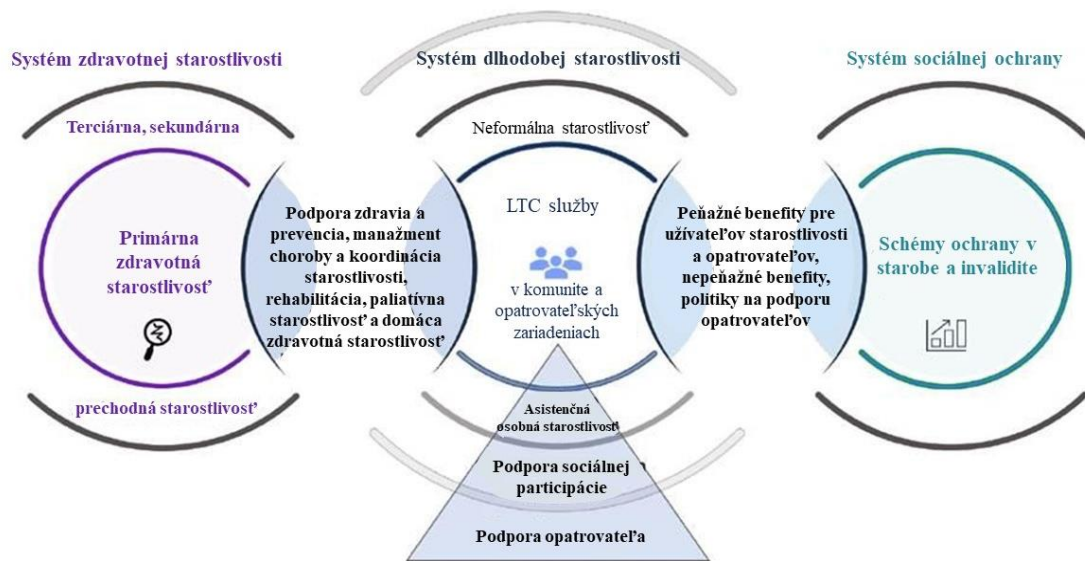 Systém zdravotnej starostlivosti
Terciárna, sekundárna
Primárna
zdravotná
starostlivosť
prechodná starostlivosť
Podpora zdravia a
prevencia, manažment
choroby a koordinácia
starostlivosti,
rehabilitácia, paliatívna
starostlivosť a domáca
zdravotná starostlivosť
Systém dlhodobej starostlivosti
Neformálna starostlivosť
LTC služby
v komunite a
opatrovateľských
zariadeniach
Asistenčná
osobná starostlivosť
Podpora sociálnej
participácie
Podpora opatrovateľa
Peňažné benefity pre
užívateľov starostlivosti
a opatrovateľov,
nepeňažné benefity,
politiky na podporu
opatrovateľov
Systém sociálnej ochrany
Schémy ochrany v
starobe a invalidite